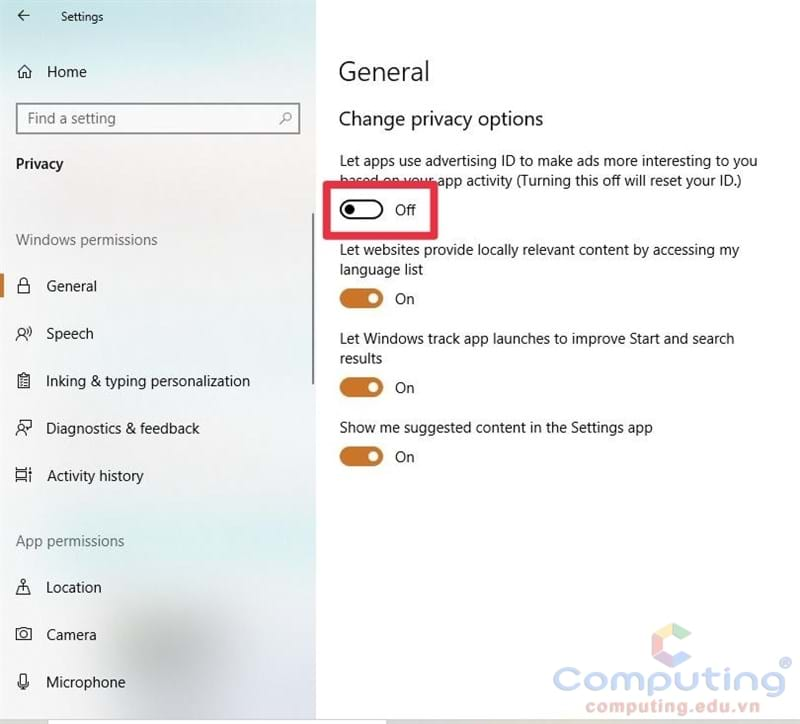 Settings
Home
Find a setting
Privacy
Windows permissions
General
Speech
Inking & typing personalization
Diagnostics & feedback
Activity history
App permissions
Location
Camera
Microphone
General
Change privacy options
Let apps use advertising ID to make ads more interesting to you
based on your app activity (Turning this off will reset your ID.)
Off
Let websites provide locally relevant content by accessing my
language list
On
Let Windows track app launches to improve Start and search
results
On
Show me suggested content in the Settings app
On
Computing®
computing.edu.vn